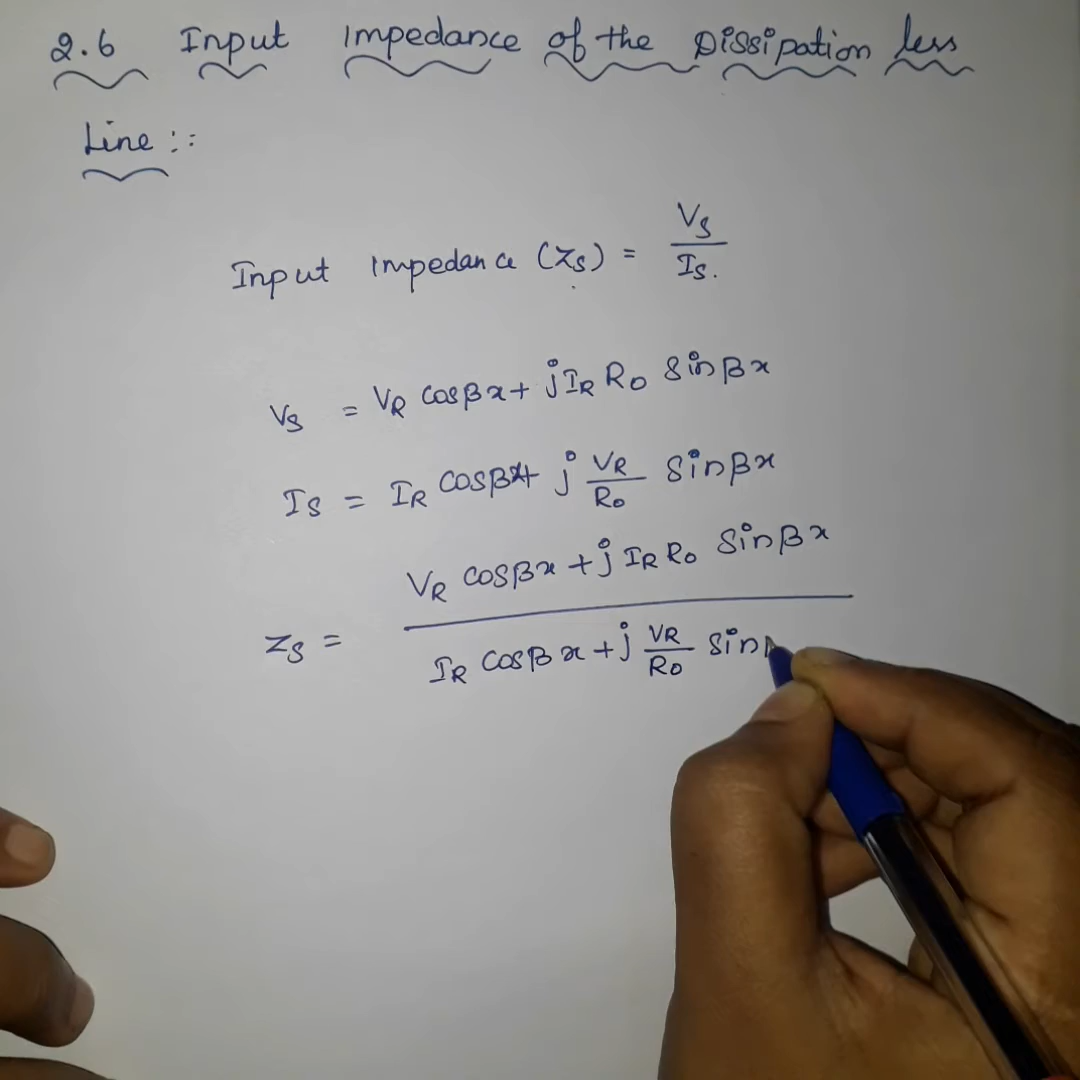 2.6 Input Impedance of the Dissipation less
Line ::
Input Impedance (Zs) = Vs / Is.
Vs = VR cosβx + j IR R0 sinβx
Is = IR cosβx + j VR/R0 sinβx
Zs = VR cosβx + j IR R0 sinβx
IR cosβx + j VR/R0 sin